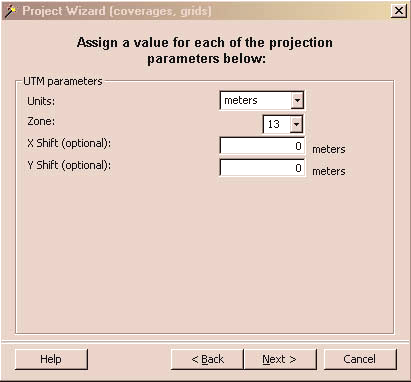 Project Wizard (coverages, grids)
Assign a value for each of the projection
parameters below:
UTM parameters
Units: meters
Zone: 13
X Shift (optional): 0 meters
Y Shift (optional): 0 meters
Help < Back Next > Cancel